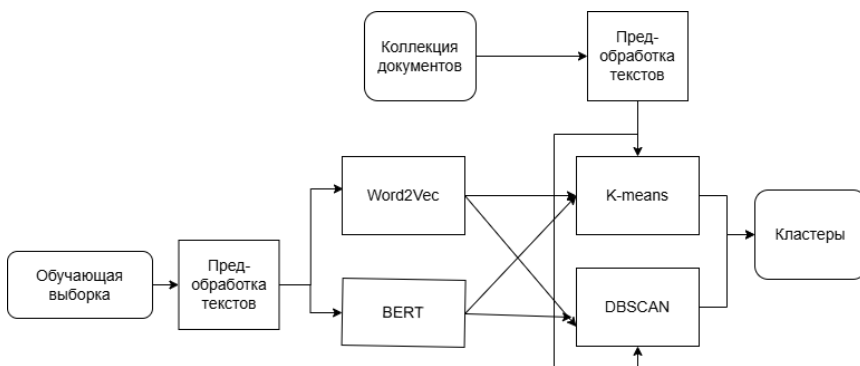 Коллекция
документов
Пред-
обработка
текстов
Word2Vec
K-means
Кластеры
Обучающая
выборка
Пред-
обработка
текстов
BERT
DBSCAN